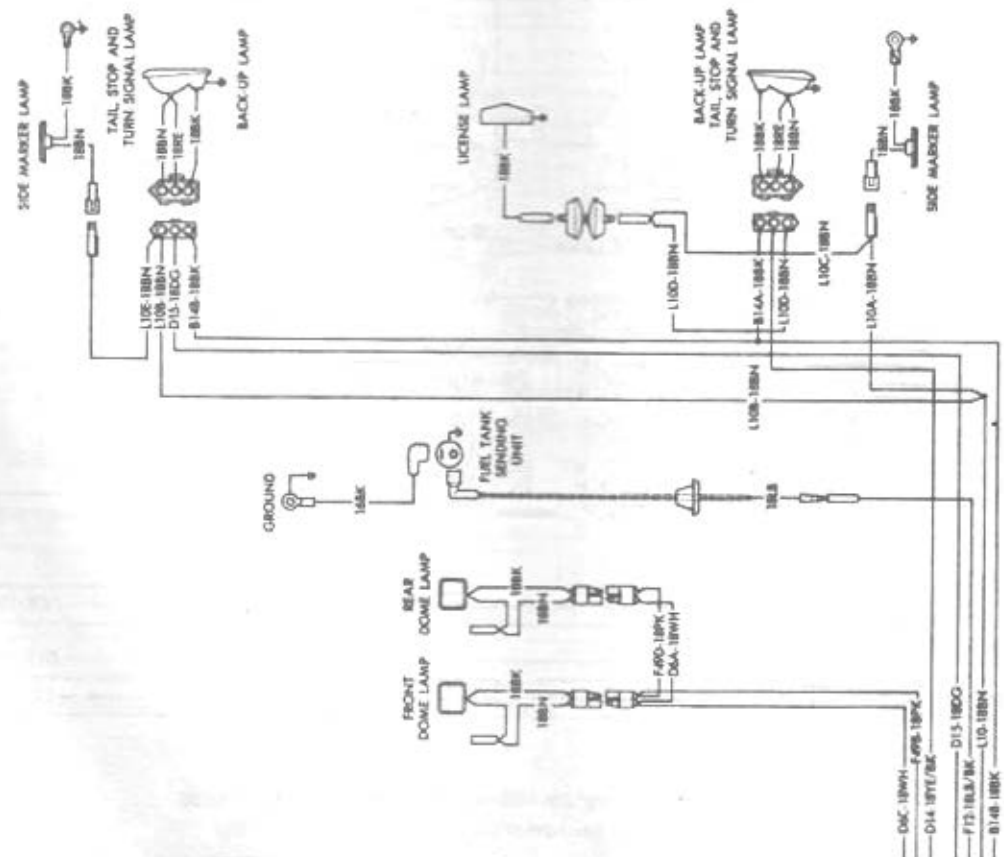 SIDE MARKER LAMP
18BK
18BN
TAIL, STOP AND
TURN SIGNAL LAMP
18BN
18RE
18BK
BACK-UP LAMP
LICENSE LAMP
18BK
BACK-UP LAMP
TAIL, STOP AND
TURN SIGNAL LAMP
18BK
18RE
18BN
18BK
18BN
SIDE MARKER LAMP
L10E-18BN
L10B-18BN
D15-18DG
B14B-18BK
L10D-18BN
B14A-18BK
L10D-18BN
L10C-18BN
L10A-18BN
L10B-18BN
GROUND
16BK
FUEL TANK
SENDING
UNIT
18LB
REAR
DOME LAMP
18BK
18BN
F49D-18PK
D6A-18WH
FRONT
DOME LAMP
18BK
18BN
D6C-18WH
F49B-18PK
D14-18YE/BK
D15-18DG
F12-18LB/BK
L10-18BN
B14B-18BK